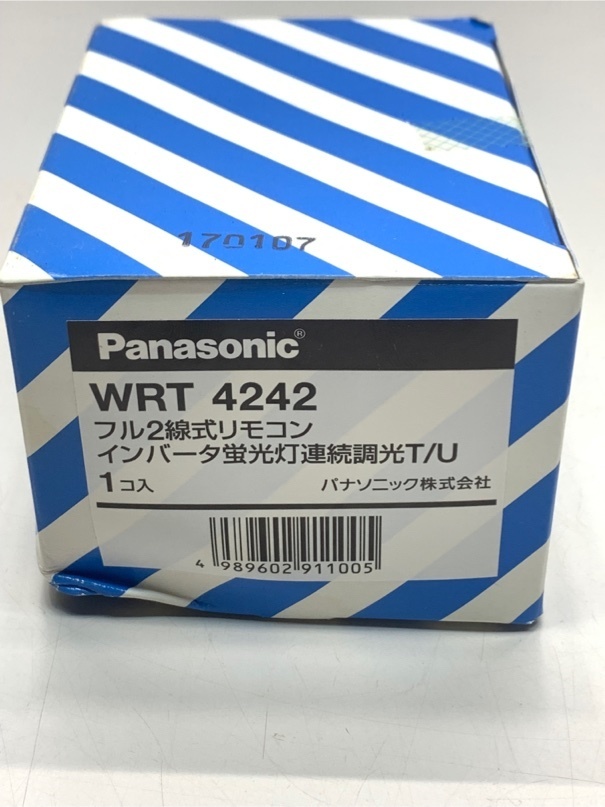 170107
Panasonic®
WRT 4242
フル2線式リモコン
インバータ蛍光灯連続調光T/U
1コ入 パナソニック株式会社
4 989602 911005